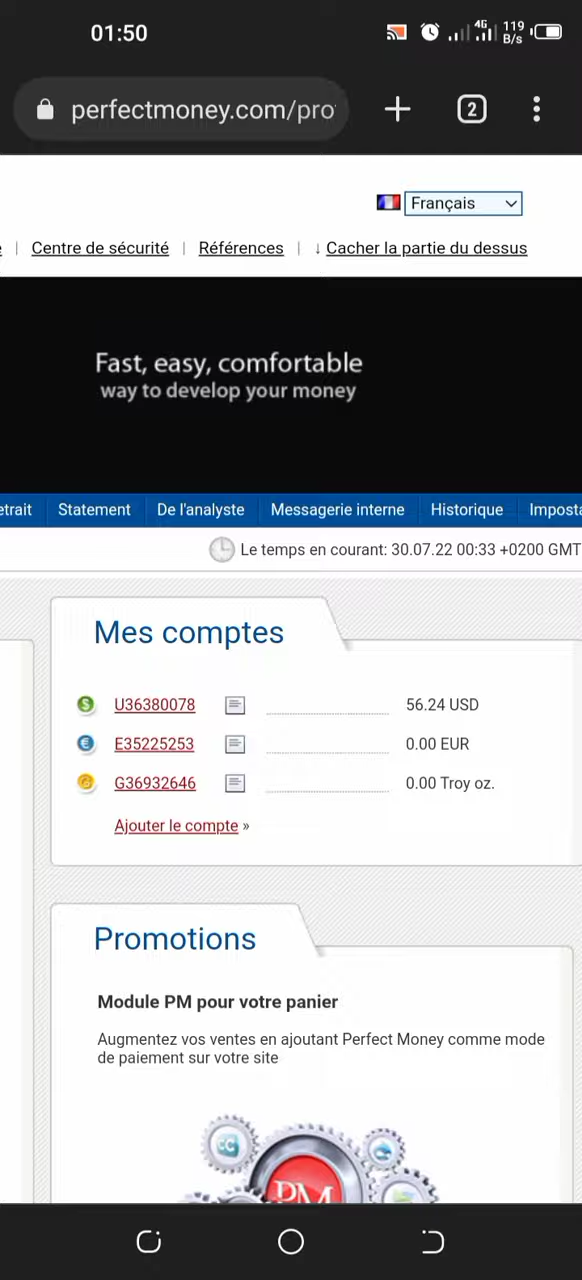 01:50
4G
119
B/s
perfectmoney.com/pro
2
Français
Centre de sécurité | Références | ↓ Cacher la partie du dessus
Fast, easy, comfortable
way to develop your money
etrait Statement De l'analyste Messagerie interne Historique Imposta
Le temps en courant: 30.07.22 00:33 +0200 GMT
Mes comptes
U36380078 56.24 USD
E35225253 0.00 EUR
G36932646 0.00 Troy oz.
Ajouter le compte »
Promotions
Module PM pour votre panier
Augmentez vos ventes en ajoutant Perfect Money comme mode
de paiement sur votre site
CC
PM